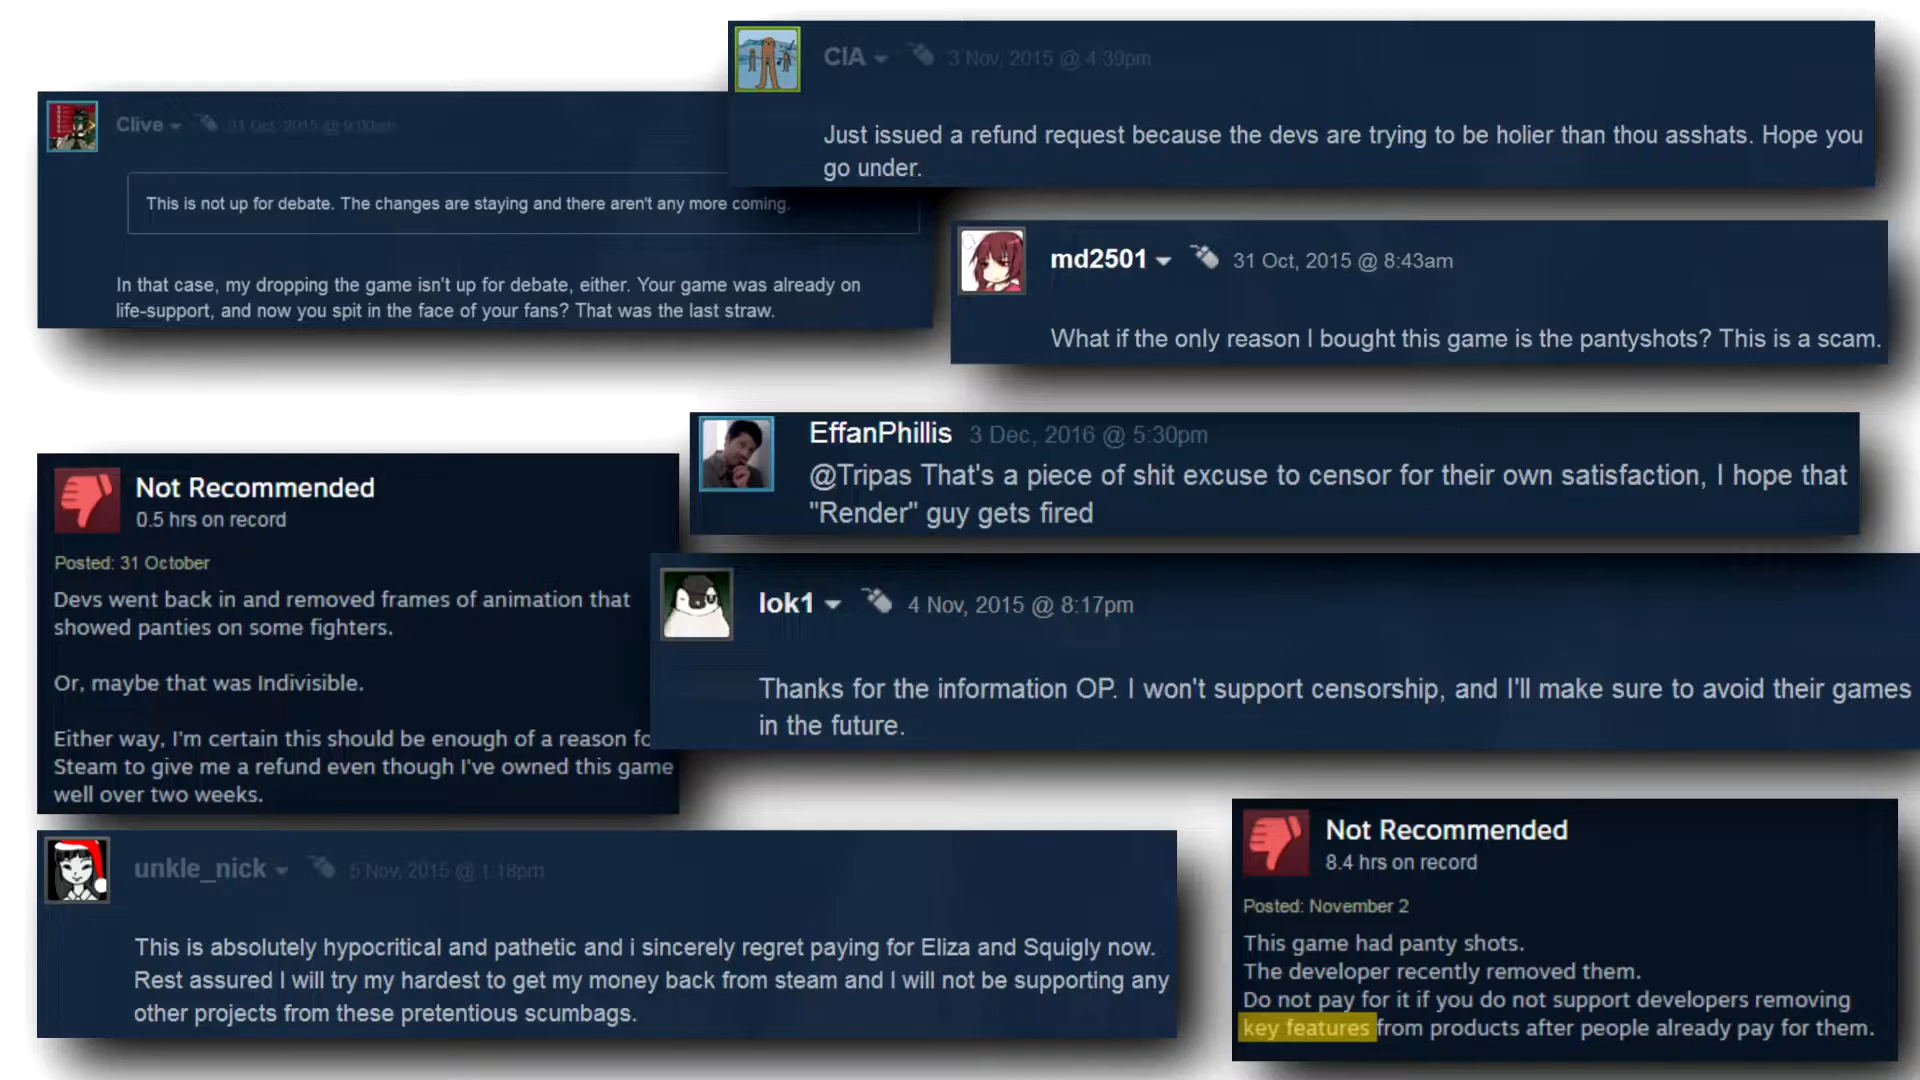 CIA 3 Nov, 2015 @ 4:39pm
Just issued a refund request because the devs are trying to be holier than thou asshats. Hope you
go under.
Clive 31 Oct, 2015 @ 9:00am
This is not up for debate. The changes are staying and there aren't any more coming.
In that case, my dropping the game isn't up for debate, either. Your game was already on
life-support, and now you spit in the face of your fans? That was the last straw.
md2501 31 Oct, 2015 @ 8:43am
What if the only reason I bought this game is the pantyshots? This is a scam.
EffanPhillis 3 Dec, 2016 @ 5:30pm
@Tripas That's a piece of shit excuse to censor for their own satisfaction, I hope that
"Render" guy gets fired
Not Recommended
0.5 hrs on record
Posted: 31 October
Devs went back in and removed frames of animation that
showed panties on some fighters.
Or, maybe that was Indivisible.
Either way, I'm certain this should be enough of a reason fo
Steam to give me a refund even though I've owned this game
well over two weeks.
lok1 4 Nov, 2015 @ 8:17pm
Thanks for the information OP. I won't support censorship, and I'll make sure to avoid their games
in the future.
unkle_nick 5 Nov, 2015 @ 1:18pm
This is absolutely hypocritical and pathetic and i sincerely regret paying for Eliza and Squigly now.
Rest assured I will try my hardest to get my money back from steam and I will not be supporting any
other projects from these pretentious scumbags.
Not Recommended
8.4 hrs on record
Posted: November 2
This game had panty shots.
The developer recently removed them.
Do not pay for it if you do not support developers removing
key features from products after people already pay for them.